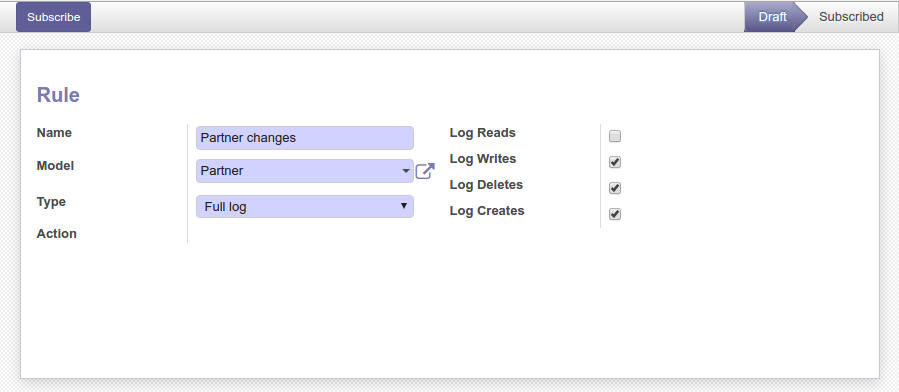 Subscribe
Draft
Subscribed
Rule
Name
Partner changes
Model
Partner
Type
Full log
Action
Log Reads
Log Writes
Log Deletes
Log Creates